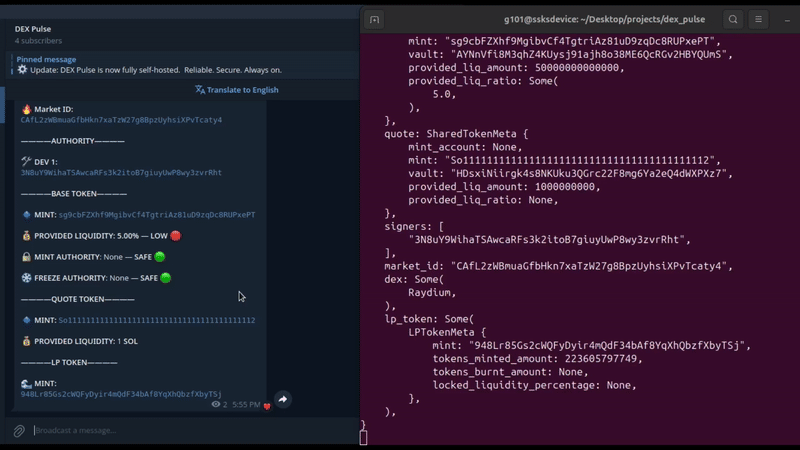 DEX Pulse
4 subscribers
Pinned message
Update: DEX Pulse is now fully self-hosted. Reliable. Secure. Always on.
Translate to English
Market ID:
CAfL2zWBmuaGfbHkn7xaTzW27g8BpzUyhsiXPvTcaty4
————AUTHORITY————
DEV 1:
3N8uY9WihaTSAwcaRFs3k2itoB7giuyUwP8wy3zvrRht
————BASE TOKEN————
MINT: sg9cbFZXhf9MgibvCf4TgtriAz81uD9zqDc8RUPxePT
PROVIDED LIQUIDITY: 5.00% — LOW
MINT AUTHORITY: None — SAFE
FREEZE AUTHORITY: None — SAFE
————QUOTE TOKEN————
MINT: So11111111111111111111111111111111111111112
PROVIDED LIQUIDITY: 1 SOL
————LP TOKEN————
MINT:
948Lr85Gs2cWQFyDyir4mQdF34bAf8YqXhQbzfXbyTSj
2 5:55 PM
Broadcast a message...
g101@ssksdevice: ~/Desktop/projects/dex_pulse
mint: "sg9cbFZXhf9MgibvCf4TgtriAz81uD9zqDc8RUPxePT",
vault: "AYNnVfi8M3qhZ4KUysj91ajh8o38ME6QcRGv2HBYQUmS",
provided_liq_amount: 50000000000000,
provided_liq_ratio: Some(
5.0,
),
},
quote: SharedTokenMeta {
mint_account: None,
mint: "So11111111111111111111111111111111111111112",
vault: "HDsxiNiirgk4s8NKUku3QGrc22F8mg6Ya2eQ4dWXPXz7",
provided_liq_amount: 1000000000,
provided_liq_ratio: None,
},
signers: [
"3N8uY9WihaTSAwcaRFs3k2itoB7giuyUwP8wy3zvrRht",
],
market_id: "CAfL2zWBmuaGfbHkn7xaTzW27g8BpzUyhsiXPvTcaty4",
dex: Some(
Raydium,
),
lp_token: Some(
LPTokenMeta {
mint: "948Lr85Gs2cWQFyDyir4mQdF34bAf8YqXhQbzfXbyTSj",
tokens_minted_amount: 223605797749,
tokens_burnt_amount: None,
locked_liquidity_percentage: None,
},
),
}